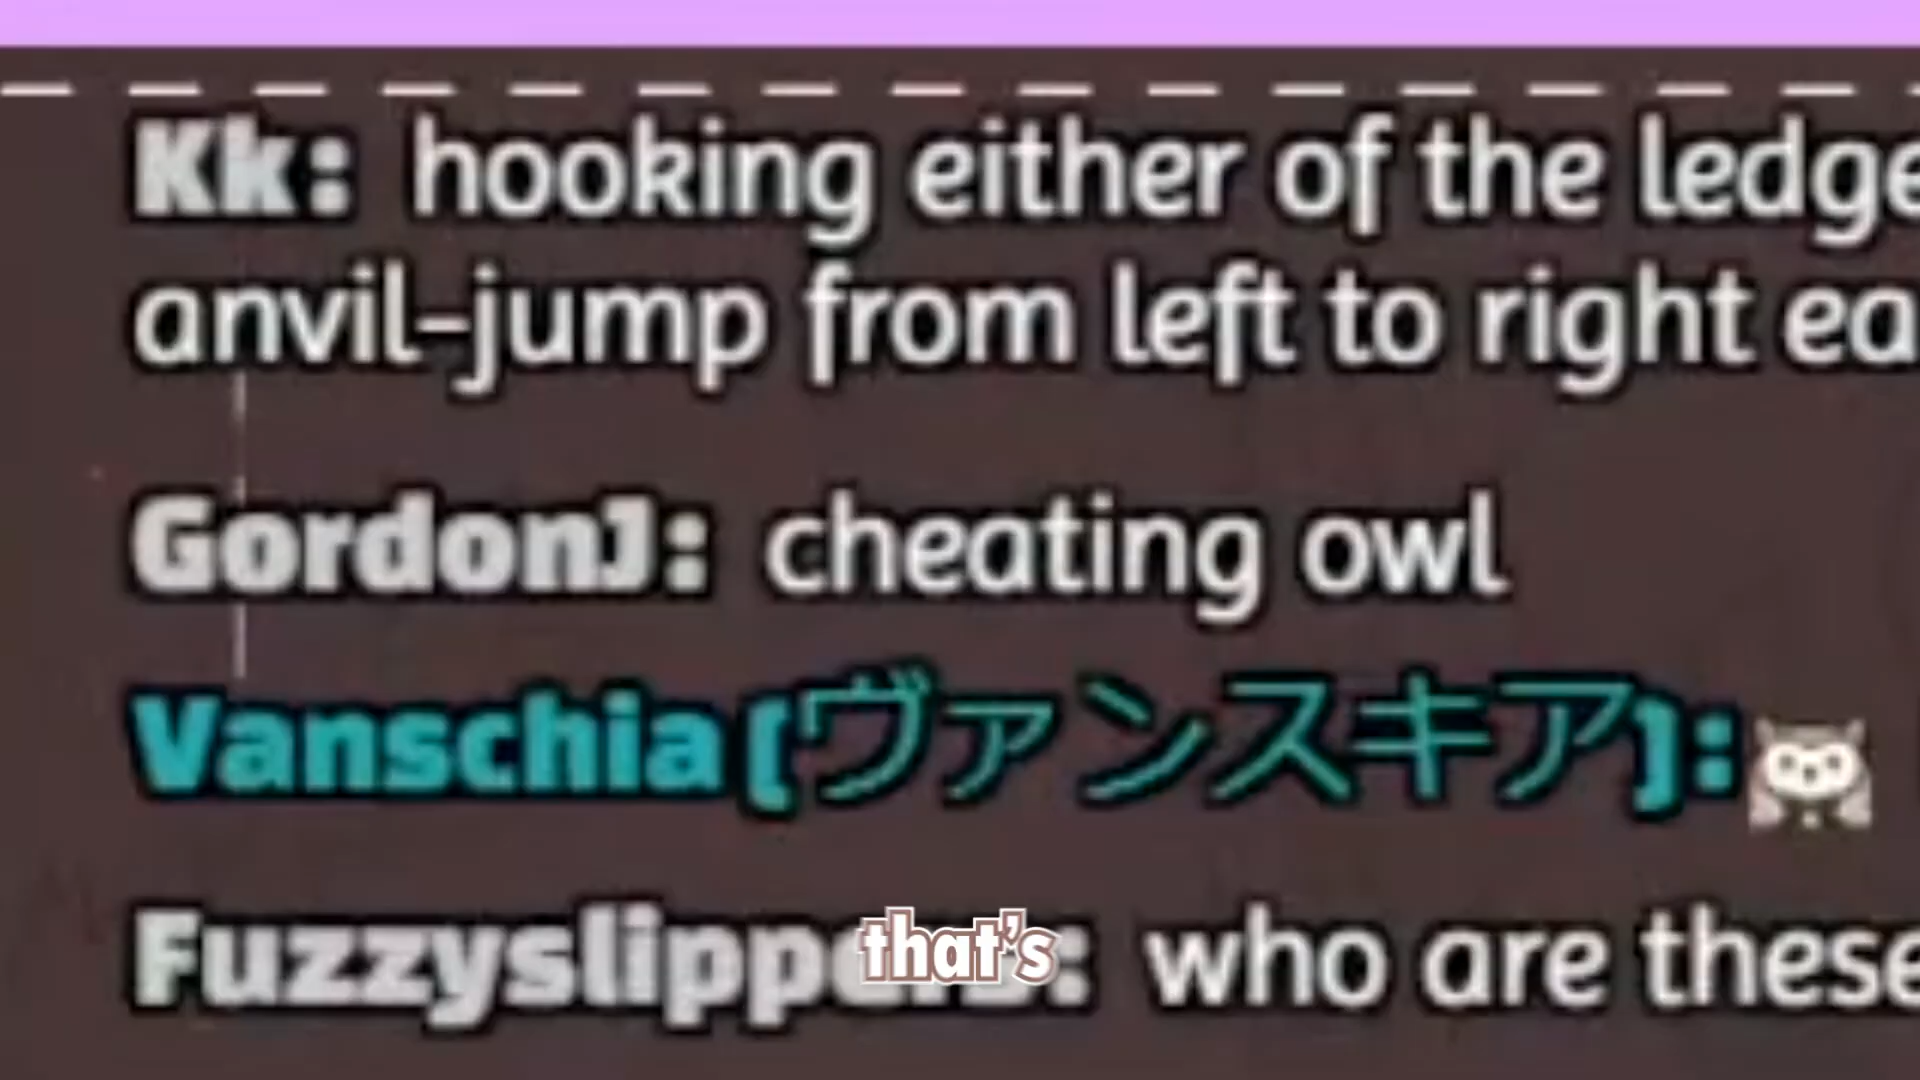 Kk: hooking either of the ledge
anvil-jump from left to right ea
GordonJ: cheating owl
Vanschia(ヴァンスキア):
Fuzzyslippers: who are these
that's